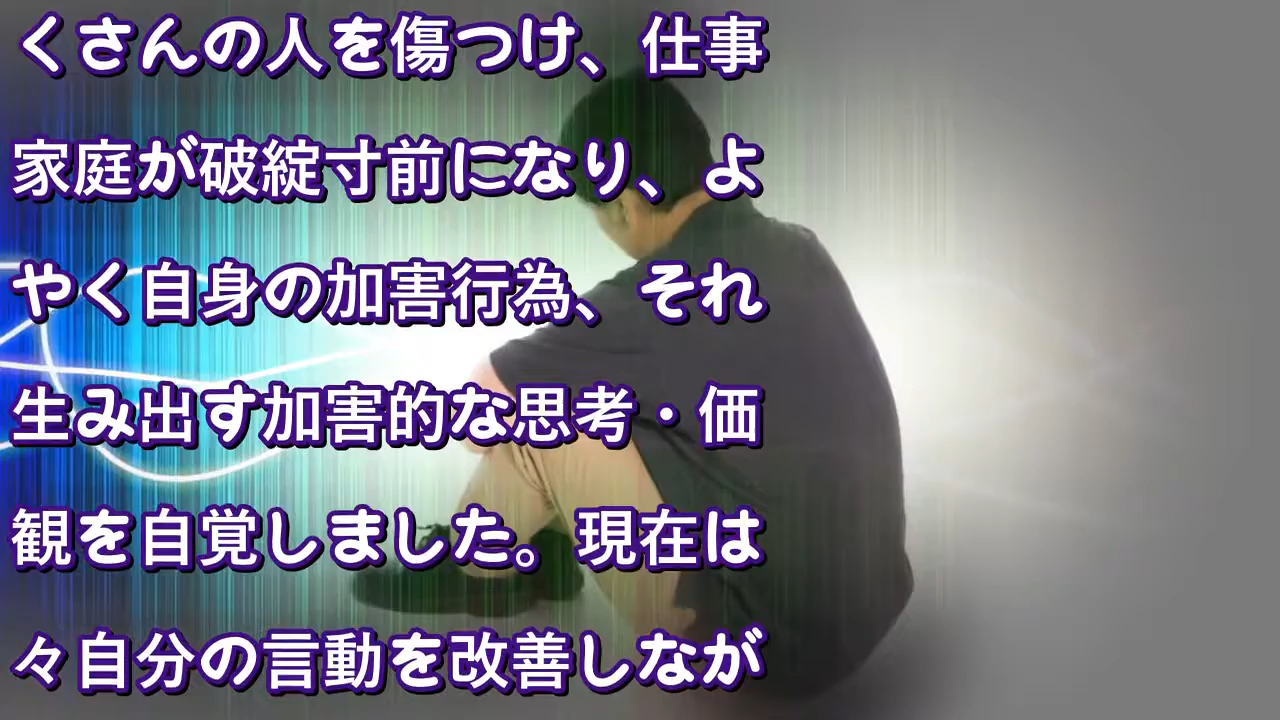 くさんの人を傷つけ、仕事
家庭が破綻寸前になり、よ
やく自身の加害行為、それ
生み出す加害的な思考・価
観を自覚しました。現在は
々自分の言動を改善しなが